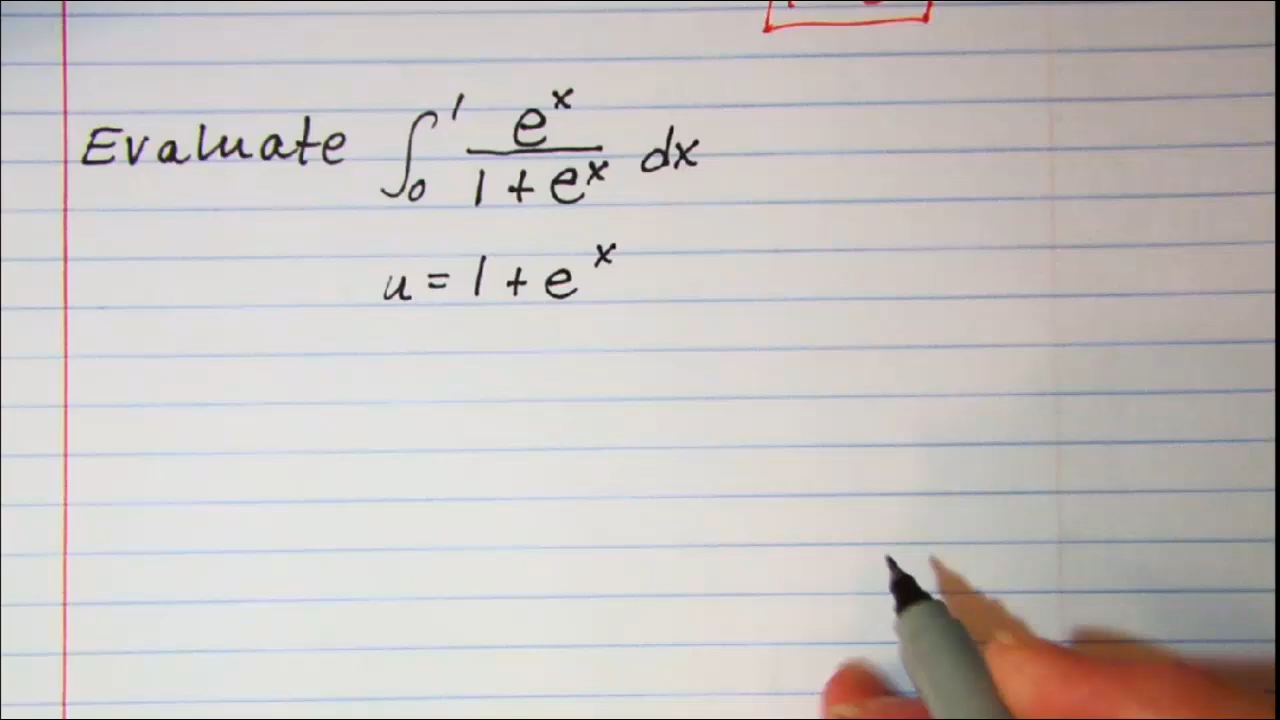 Evaluate ∫₀¹ eˣ/(1+eˣ) dx
u = 1 + eˣ